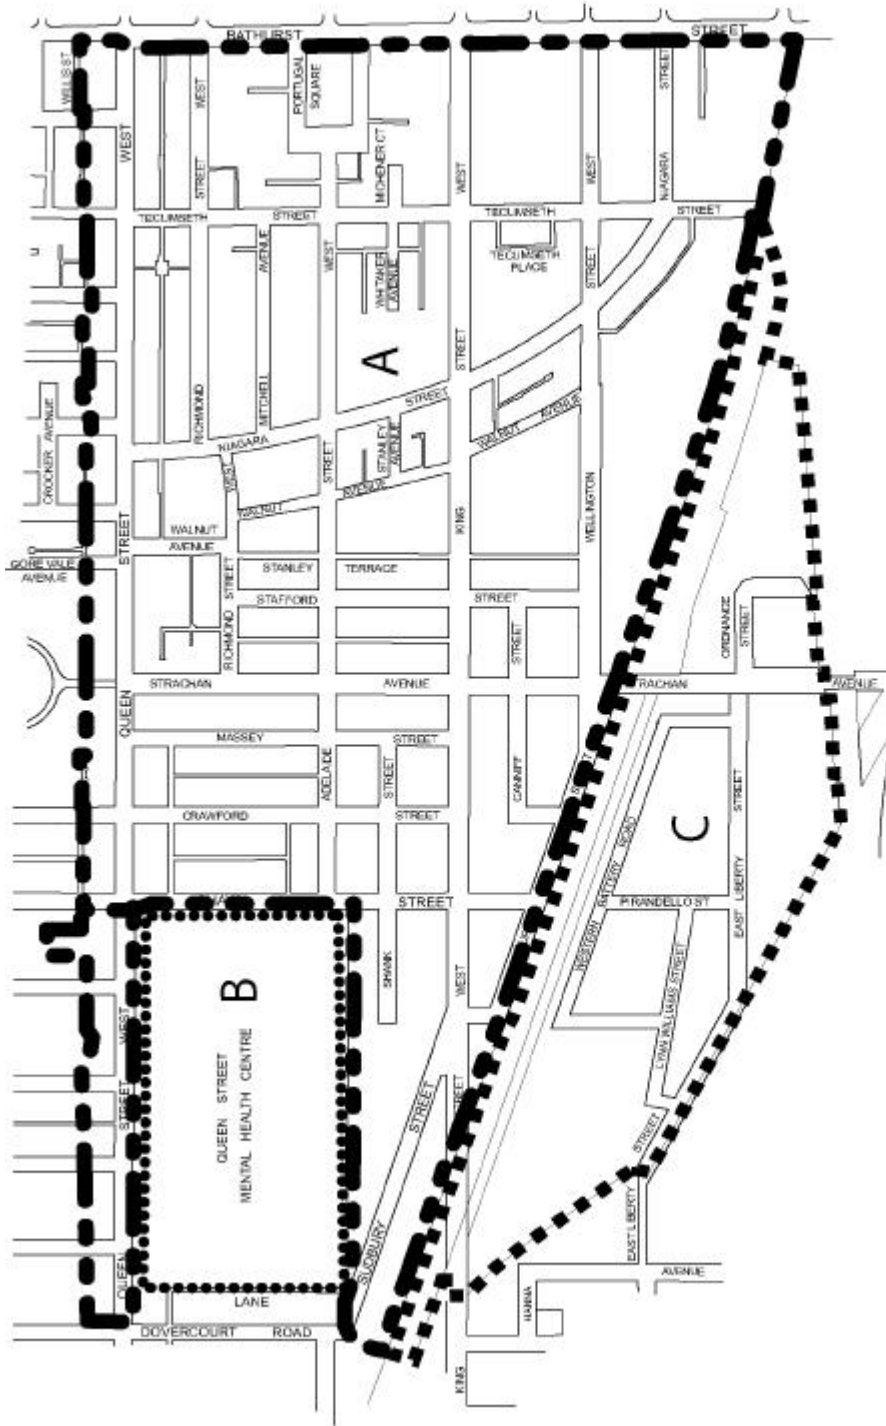 BATHURST STREET
WILLIS ST
WEST
WEST
STREET
PORTUGAL
SQUARE
MICHENER CT
WEST
WEST
STREET
NIAGARA
TECUMSETH STREET
TECUMSETH STREET
AVENUE
MITCHELL
WEST
WHITAKER
AVENUE
TECUMSETH
PLACE
STREET
STREET
A
RICHMOND
NIAGARA STREET
CROCKER AVENUE
STREET
STANLEY
AVENUE
WALNUT AVENUE
WALNUT AVENUE
WEST
KING
WELLINGTON
WALNUT
AVENUE
STREET
GORE VALE
AVENUE
STANLEY TERRACE
STAFFORD STREET
STREET
RICHMOND
STREET
ORDNANCE
STREET
STRACHAN AVENUE
STRACHAN AVENUE
QUEEN
MASSEY STREET
ADELAIDE
STREET
CANNIFF
CRAWFORD STREET
C
STREET
WESTERN BATTERY ROAD
STREET
EAST LIBERTY
PIRANDELLO ST
SHANK
WEST
B
QUEEN STREET
MENTAL HEALTH CENTRE
WEST
STREET
QUEEN
LYNN WILLIAMS STREET
STREET
SUDBURY
STREET
STREET
EAST LIBERTY
LANE
HANNA AVENUE
DOVERCOURT ROAD
KING